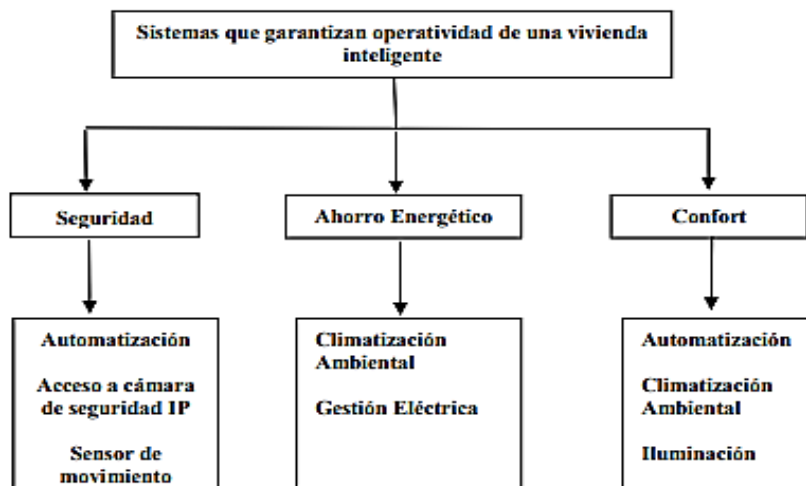 Sistemas que garantizan operatividad de una vivienda
inteligente
Seguridad
Ahorro Energético
Confort
Automatización
Acceso a cámara
de seguridad IP
Sensor de
movimiento
Climatización
Ambiental
Gestión Eléctrica
Automatización
Climatización
Ambiental
Iluminación